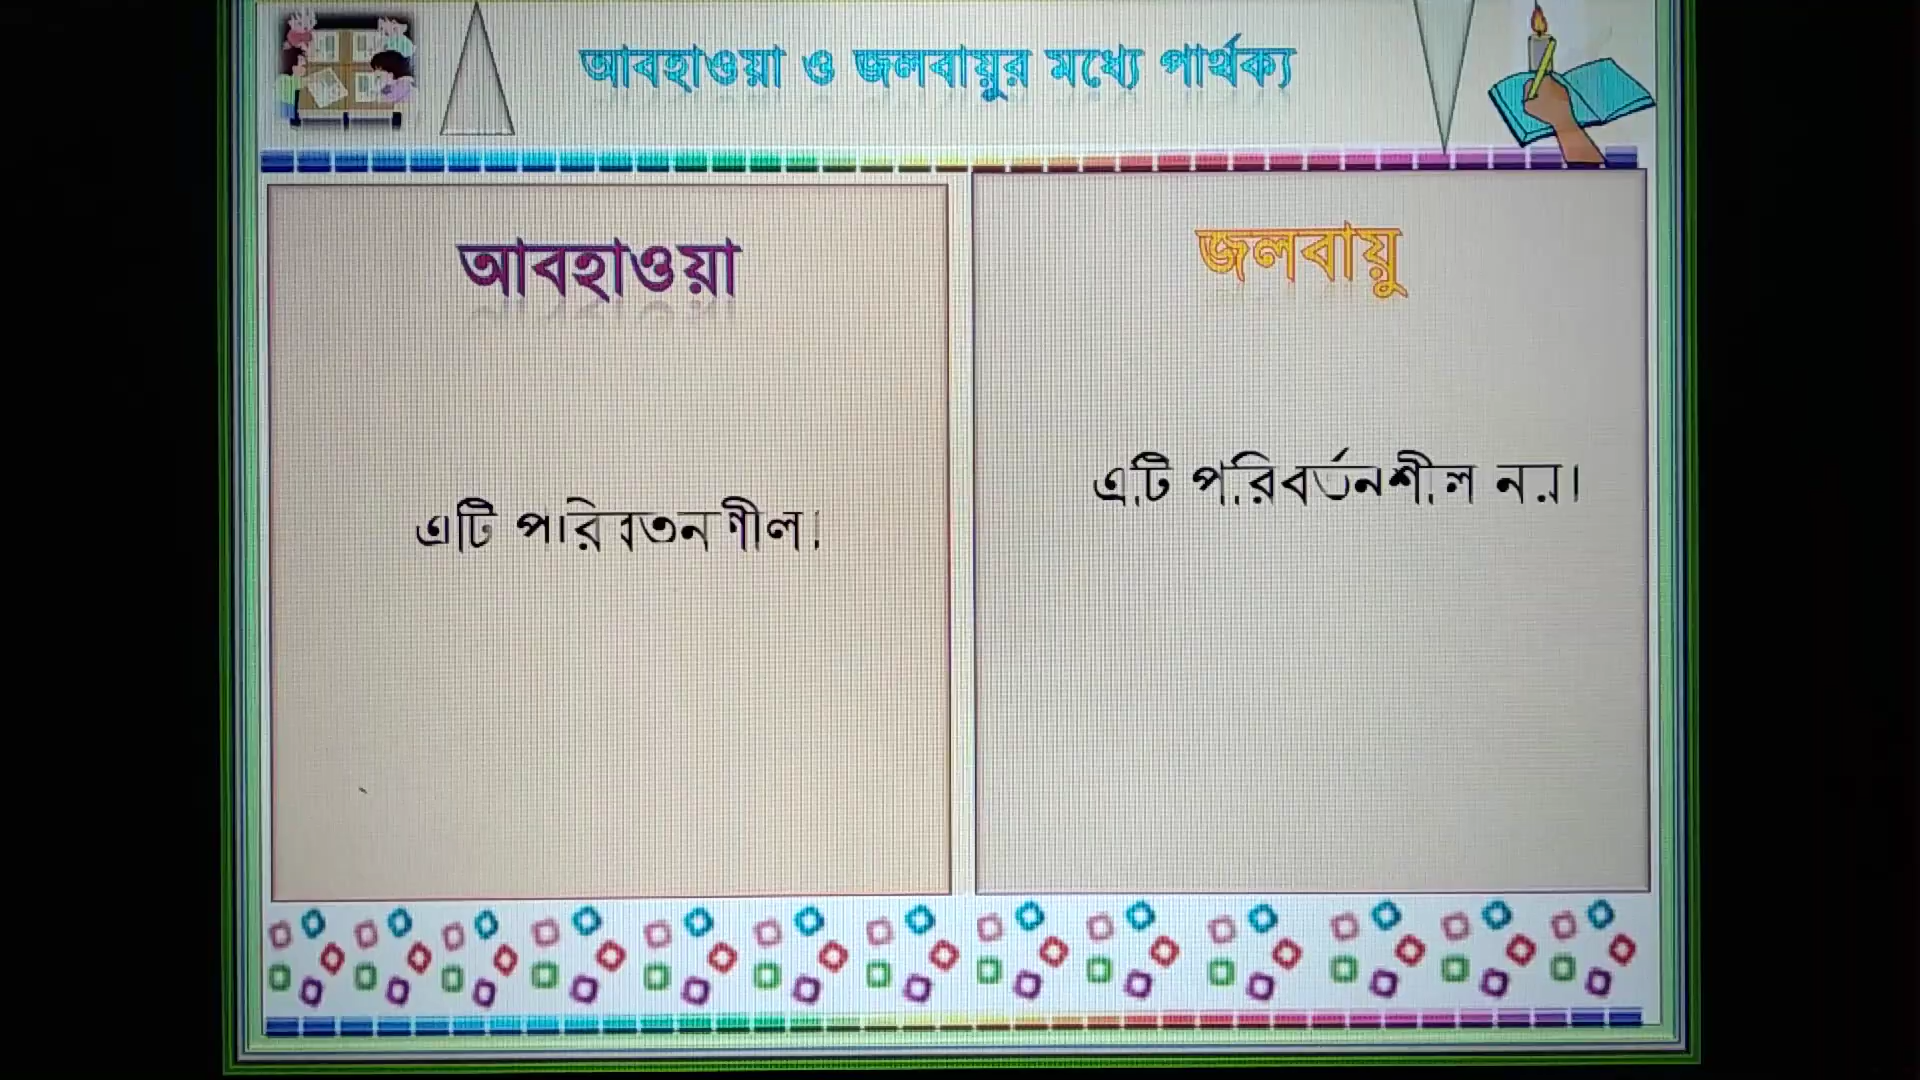 আবহাওয়া ও জলবায়ুর মধ্যে পার্থক্য
আবহাওয়া
এটি পরিবর্তনশীল।
জলবায়ু
এটি পরিবর্তনশীল নয়।